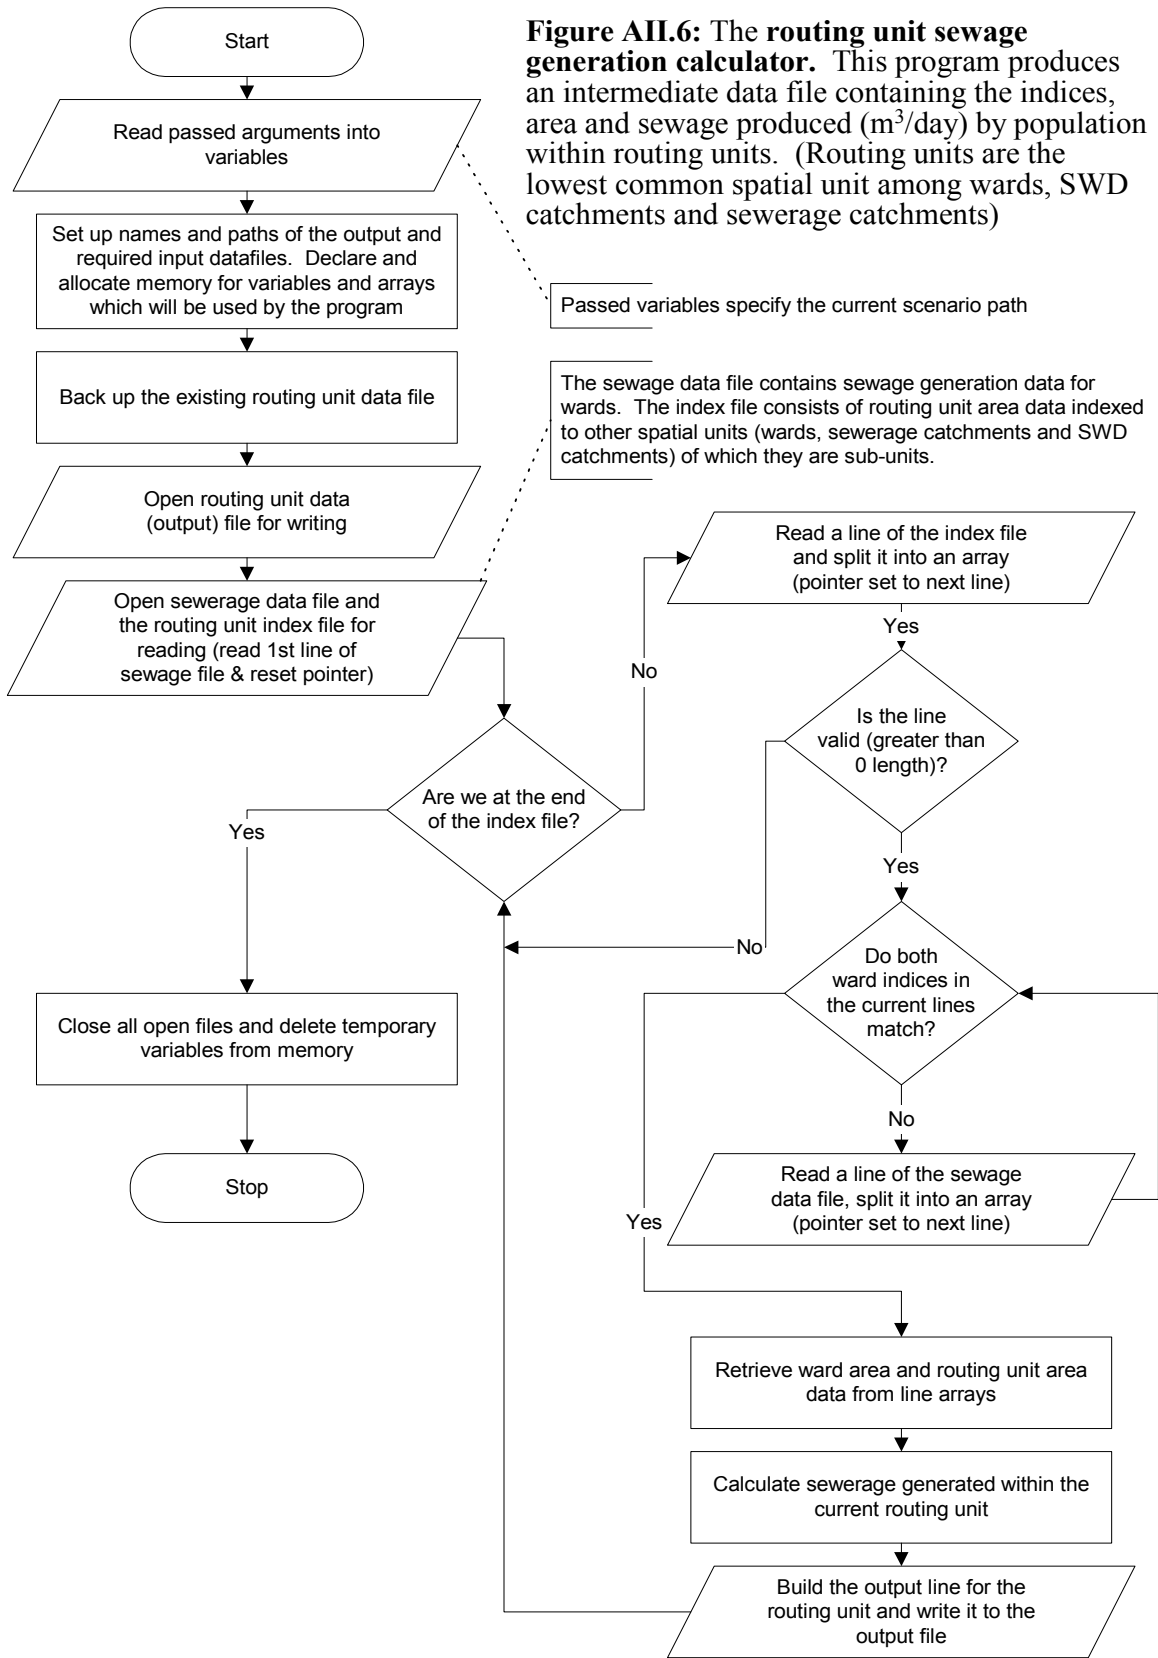 Start
Figure AII.6: The routing unit sewage
generation calculator. This program produces
an intermediate data file containing the indices,
area and sewage produced (m³/day) by population
within routing units. (Routing units are the
lowest common spatial unit among wards, SWD
catchments and sewerage catchments)
Read passed arguments into
variables
Set up names and paths of the output and
required input datafiles. Declare and
allocate memory for variables and arrays
which will be used by the program
Passed variables specify the current scenario path
Back up the existing routing unit data file
The sewage data file contains sewage generation data for
wards. The index file consists of routing unit area data indexed
to other spatial units (wards, sewerage catchments and SWD
catchments) of which they are sub-units.
Open routing unit data
(output) file for writing
Open sewerage data file and
the routing unit index file for
reading (read 1st line of
sewage file & reset pointer)
Read a line of the index file
and split it into an array
(pointer set to next line)
Yes
No
Is the line
valid (greater than
0 length)?
Are we at the end
of the index file?
Yes
Yes
No
Do both
ward indices in
the current lines
match?
Close all open files and delete temporary
variables from memory
No
Stop
Read a line of the sewage
data file, split it into an array
(pointer set to next line)
Yes
Retrieve ward area and routing unit area
data from line arrays
Calculate sewerage generated within the
current routing unit
Build the output line for the
routing unit and write it to the
output file